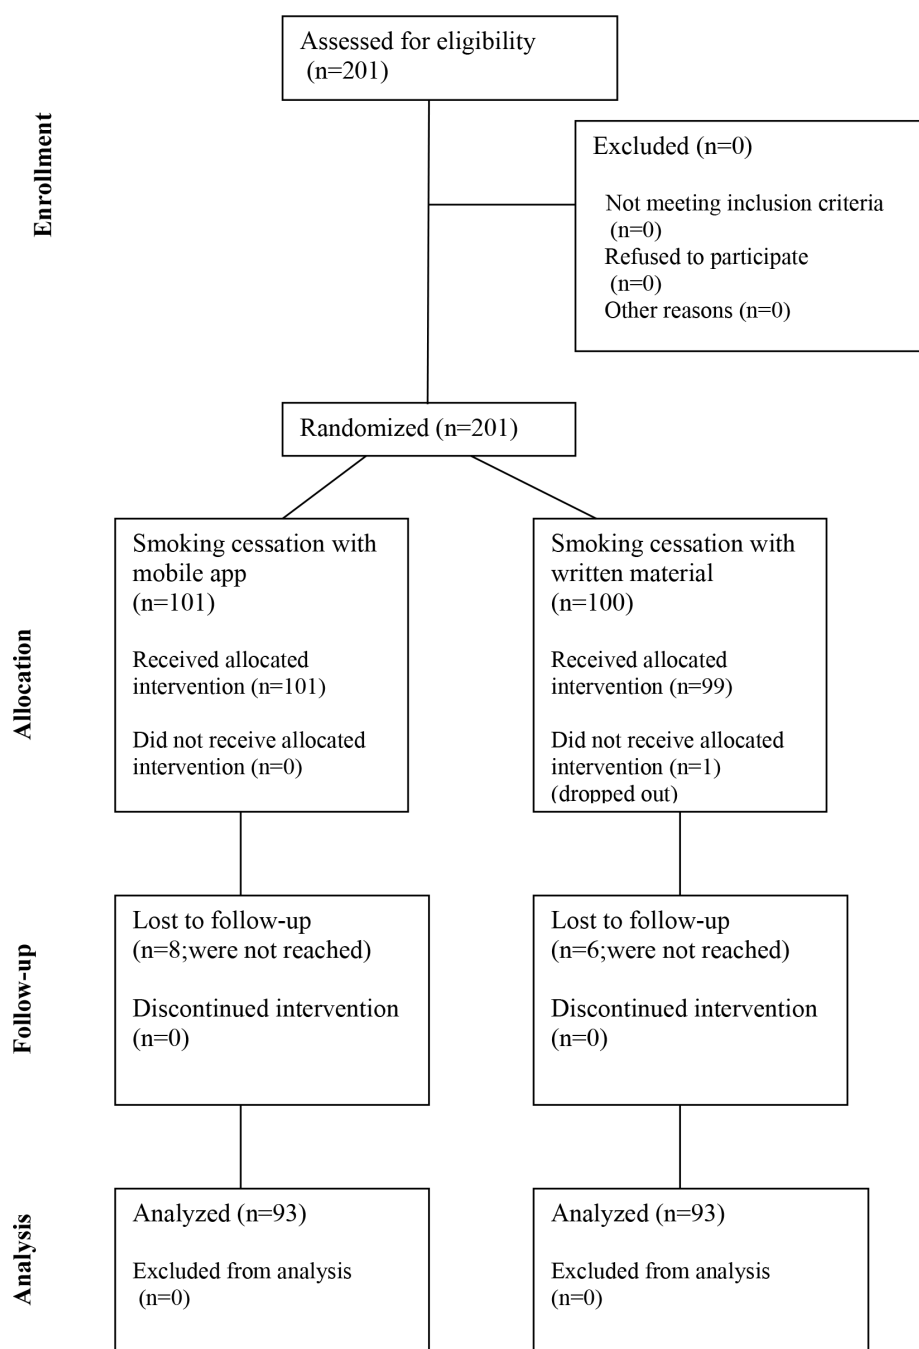 Assessed for eligibility
(n=201)
Enrollment
Excluded (n=0)
Not meeting inclusion criteria
(n=0)
Refused to participate
(n=0)
Other reasons (n=0)
Randomized (n=201)
Allocation
Smoking cessation with
mobile app
(n=101)
Received allocated
intervention (n=101)
Did not receive allocated
intervention (n=0)
Smoking cessation with
written material
(n=100)
Received allocated
intervention (n=99)
Did not receive allocated
intervention (n=1)
(dropped out)
Follow-up
Lost to follow-up
(n=8;were not reached)
Discontinued intervention
(n=0)
Lost to follow-up
(n=6;were not reached)
Discontinued intervention
(n=0)
Analysis
Analyzed (n=93)
Excluded from analysis
(n=0)
Analyzed (n=93)
Excluded from analysis
(n=0)